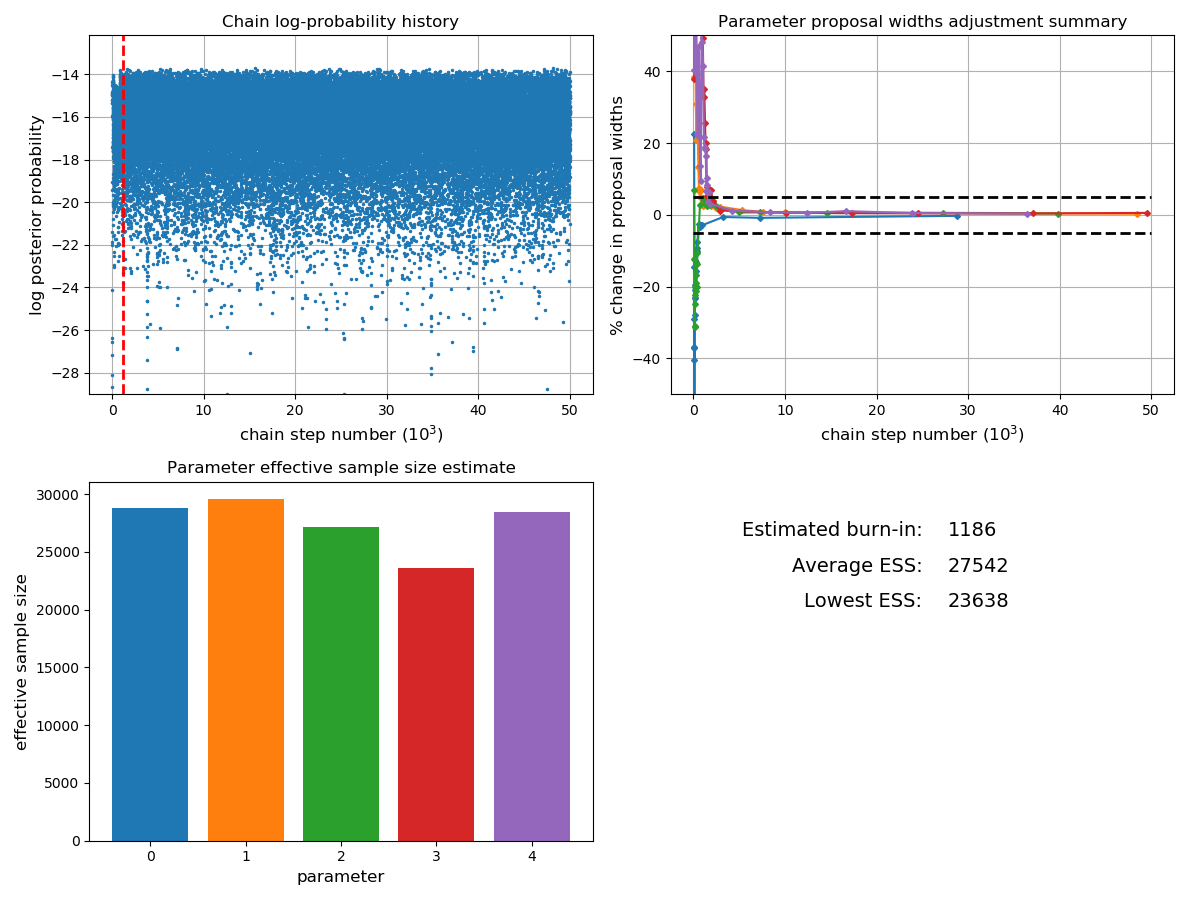 Chain log-probability history
log posterior probability
−14
−16
−18
−20
−22
−24
−26
−28
0 10 20 30 40 50
chain step number (10³)
Parameter proposal widths adjustment summary
% change in proposal widths
40
20
0
−20
−40
0 10 20 30 40 50
chain step number (10³)
Parameter effective sample size estimate
effective sample size
30000
25000
20000
15000
10000
5000
0
0 1 2 3 4
parameter
Estimated burn-in: 1186
Average ESS: 27542
Lowest ESS: 23638